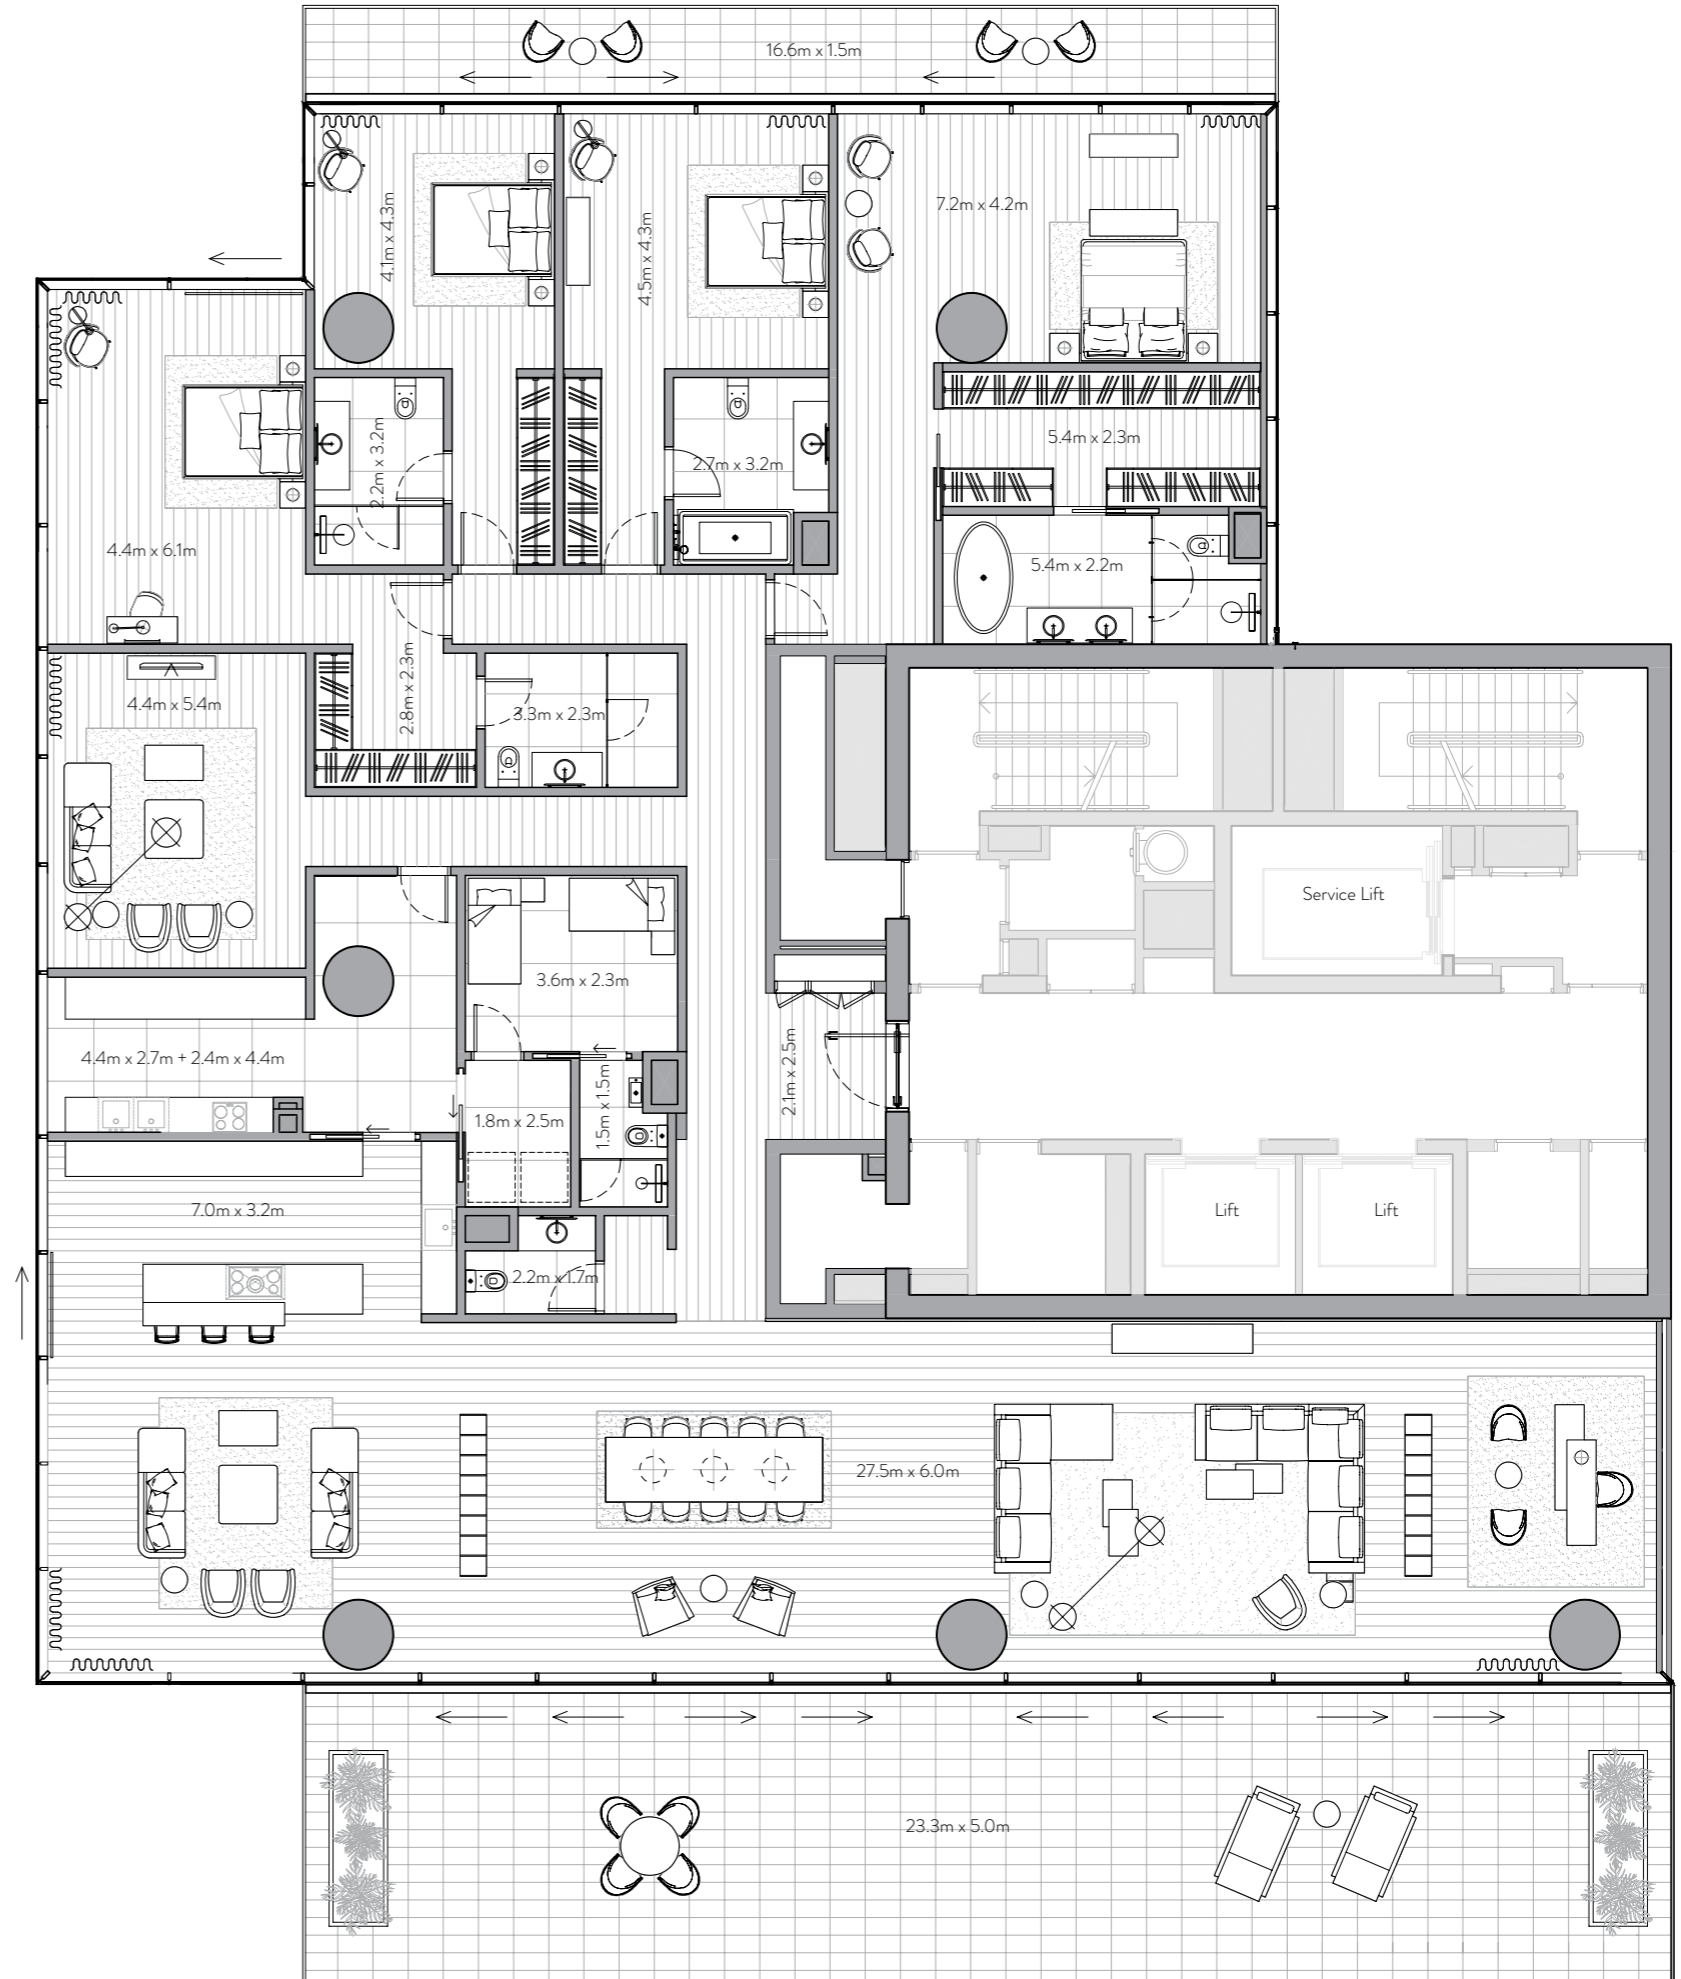 16.6m x 1.5m
4.1m x 4.3m
4.5m x 4.3m
7.2m x 4.2m
2.2m x 3.2m
2.7m x 3.2m
5.4m x 2.3m
4.4m x 6.1m
5.4m x 2.2m
4.4m x 5.4m
2.8m x 2.3m
3.3m x 2.3m
Service Lift
3.6m x 2.3m
4.4m x 2.7m + 2.4m x 4.4m
2.1m x 2.5m
1.8m x 2.5m
1.5m x 1.5m
7.0m x 3.2m
Lift
Lift
2.2m x 1.7m
27.5m x 6.0m
23.3m x 5.0m